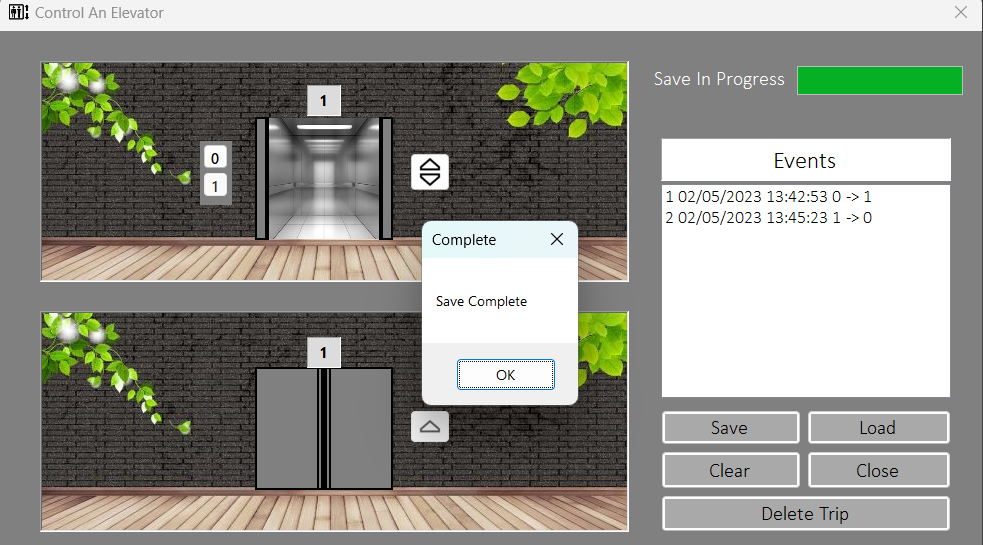 Control An Elevator
Save In Progress
1
0
1
Events
1 02/05/2023 13:42:53 0 -> 1
2 02/05/2023 13:45:23 1 -> 0
Complete
Save Complete
OK
1
Save
Load
Clear
Close
Delete Trip